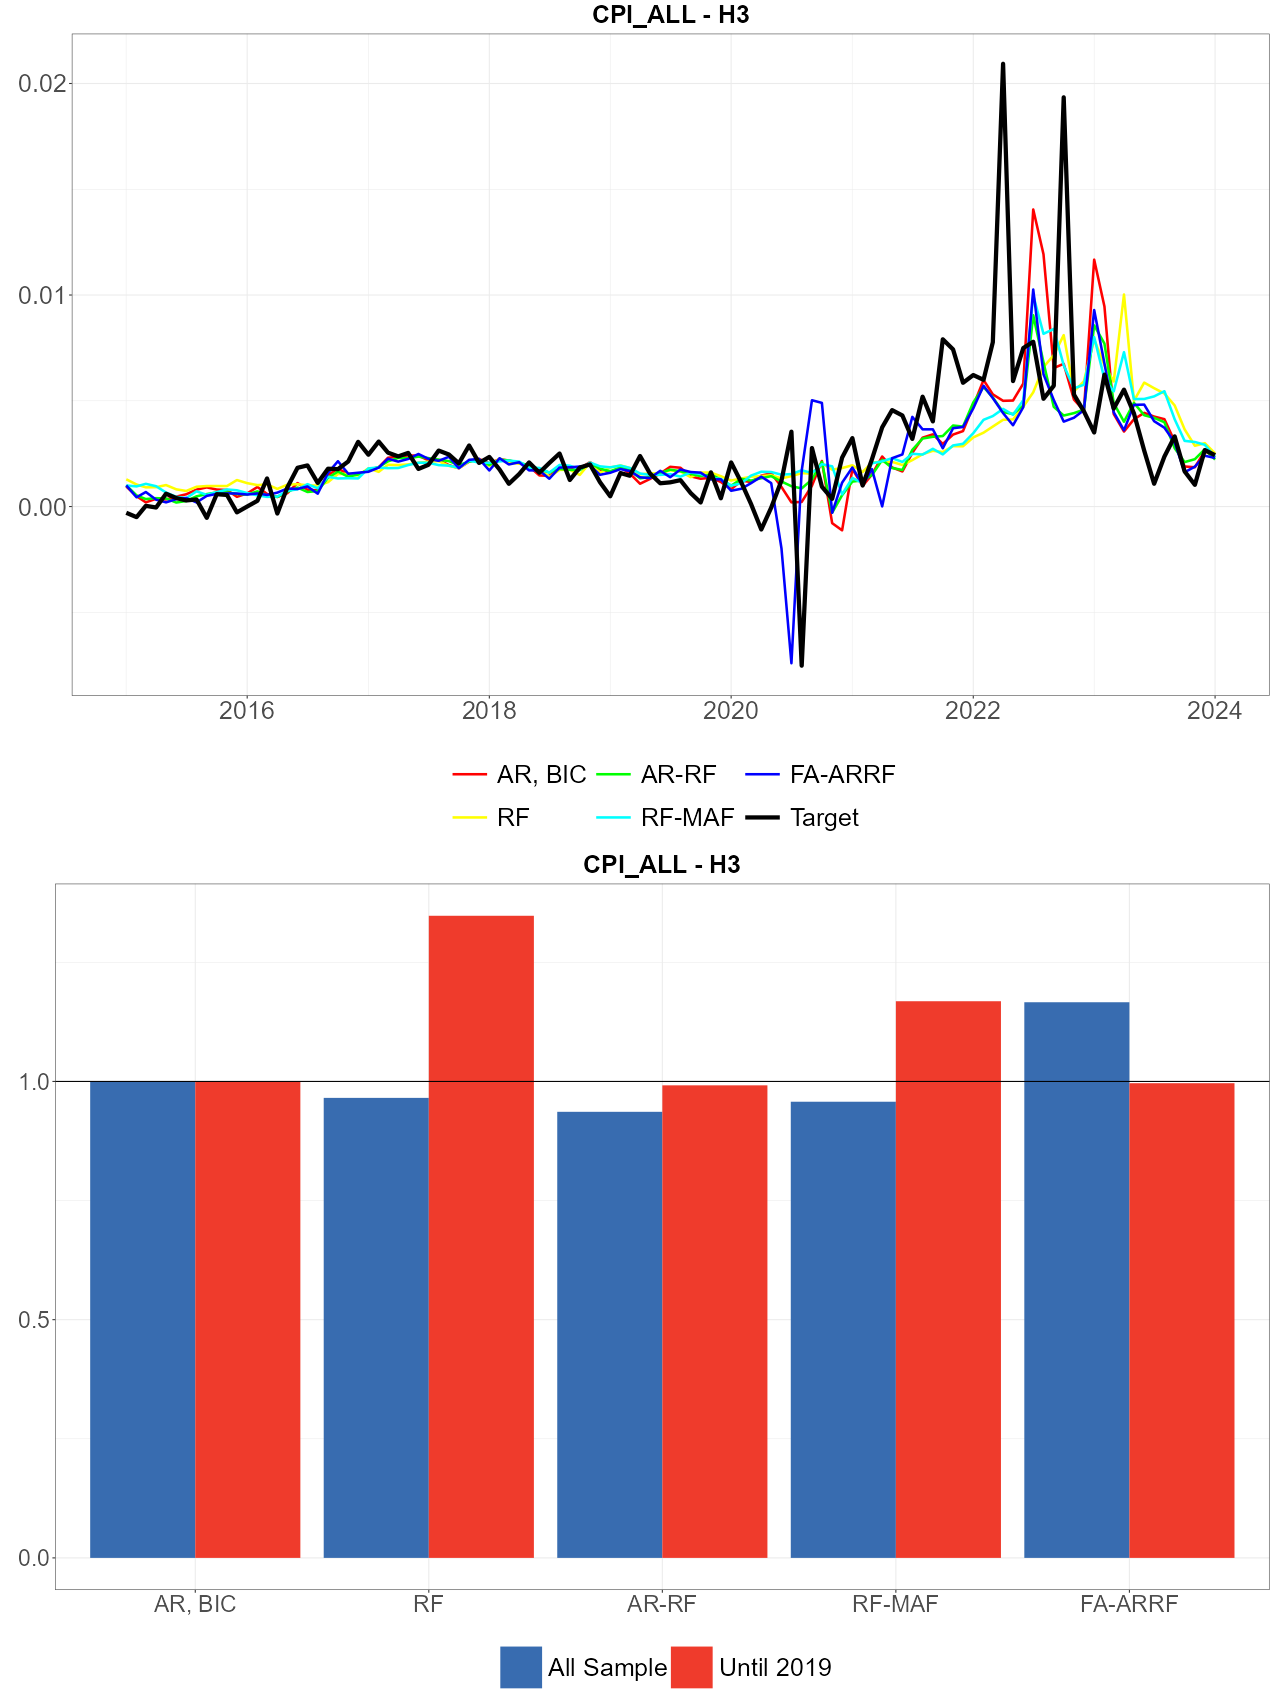 CPI_ALL - H3
0.02
0.01
0.00
2016 2018 2020 2022 2024
AR, BIC AR-RF FA-ARRF
RF RF-MAF Target
CPI_ALL - H3
1.0
0.5
0.0
AR, BIC RF AR-RF RF-MAF FA-ARRF
All Sample Until 2019